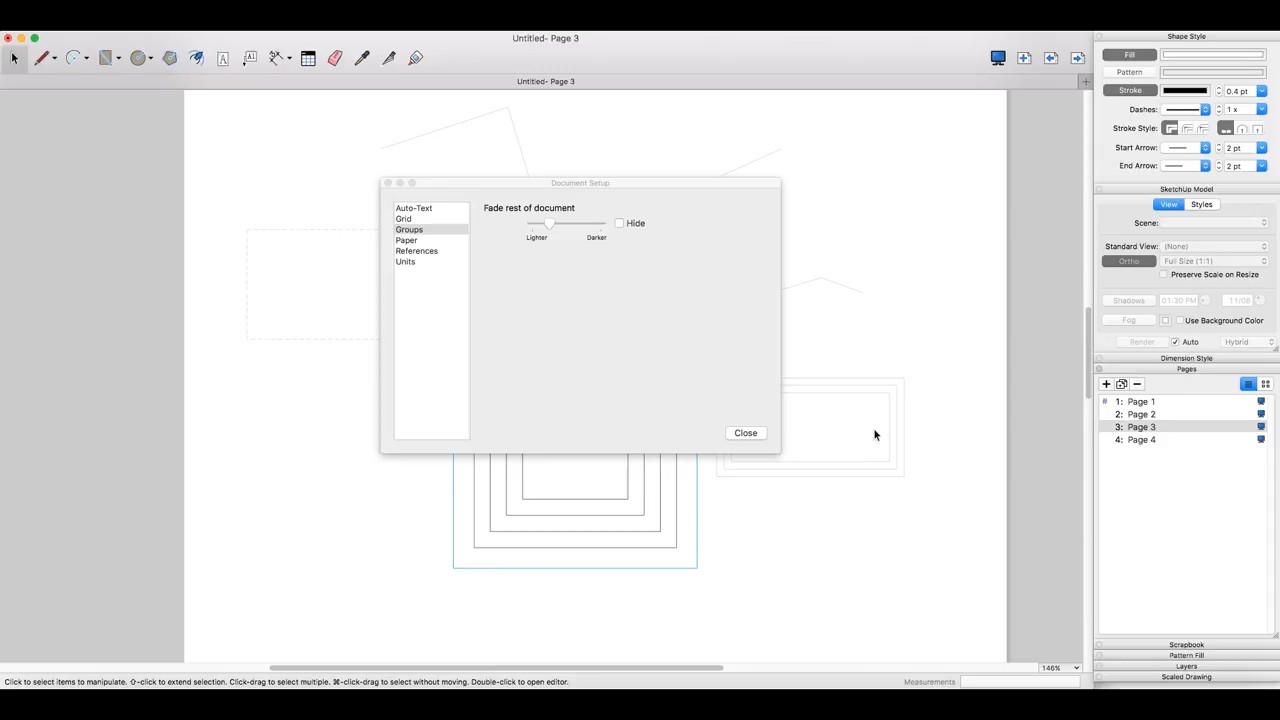 Untitled- Page 3
Untitled- Page 3
Document Setup
Auto-Text
Grid
Groups
Paper
References
Units
Fade rest of document
Hide
Lighter
Darker
Close
Shape Style
Fill
Pattern
Stroke
0.4 pt
Dashes:
1 x
Stroke Style:
Start Arrow:
2 pt
End Arrow:
2 pt
SketchUp Model
View
Styles
Scene:
Standard View:
(None)
Ortho
Full Size (1:1)
Preserve Scale on Resize
Shadows
01:30 PM
11/08
Fog
Use Background Color
Render
Auto
Hybrid
Dimension Style
Pages
# 1: Page 1
2: Page 2
3: Page 3
4: Page 4
Scrapbook
Pattern Fill
Layers
Scaled Drawing
146%
Click to select items to manipulate. ⇧-click to extend selection. Click-drag to select multiple. ⌘-click-drag to select without moving. Double-click to open editor.
Measurements